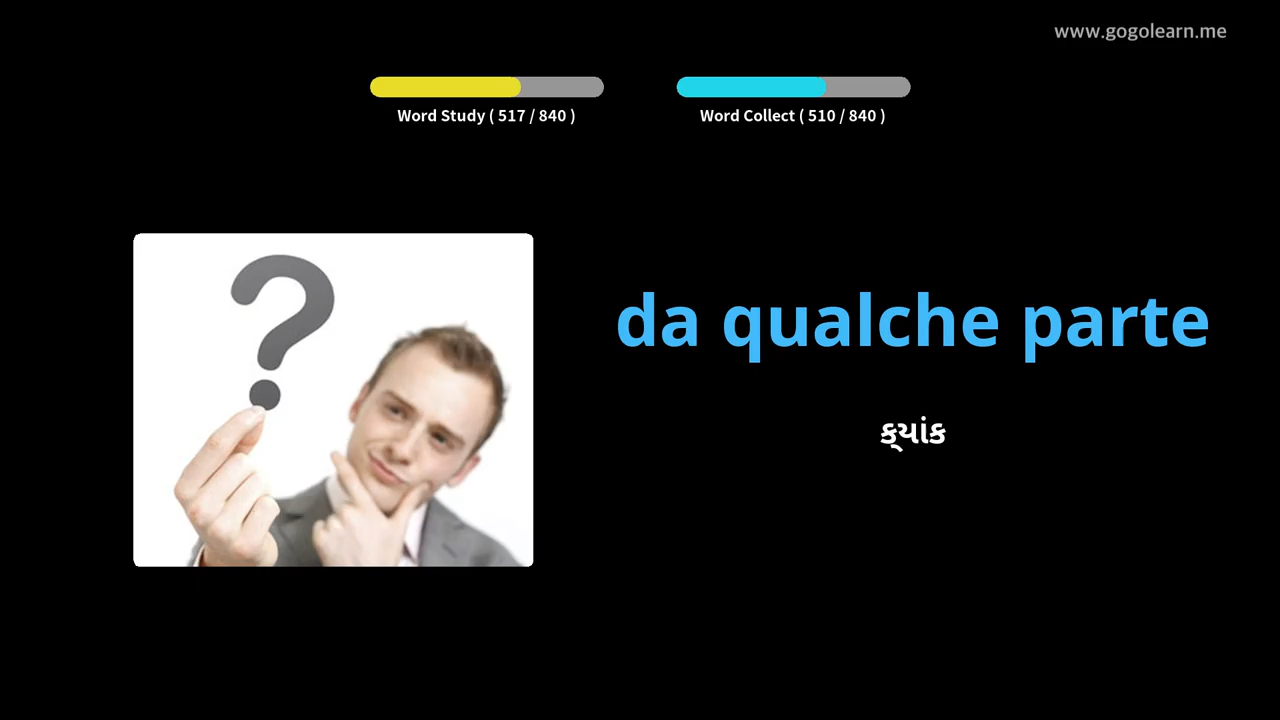 www.gogolearn.me
Word Study ( 517 / 840 )
Word Collect ( 510 / 840 )
da qualche parte
ક્યાંક